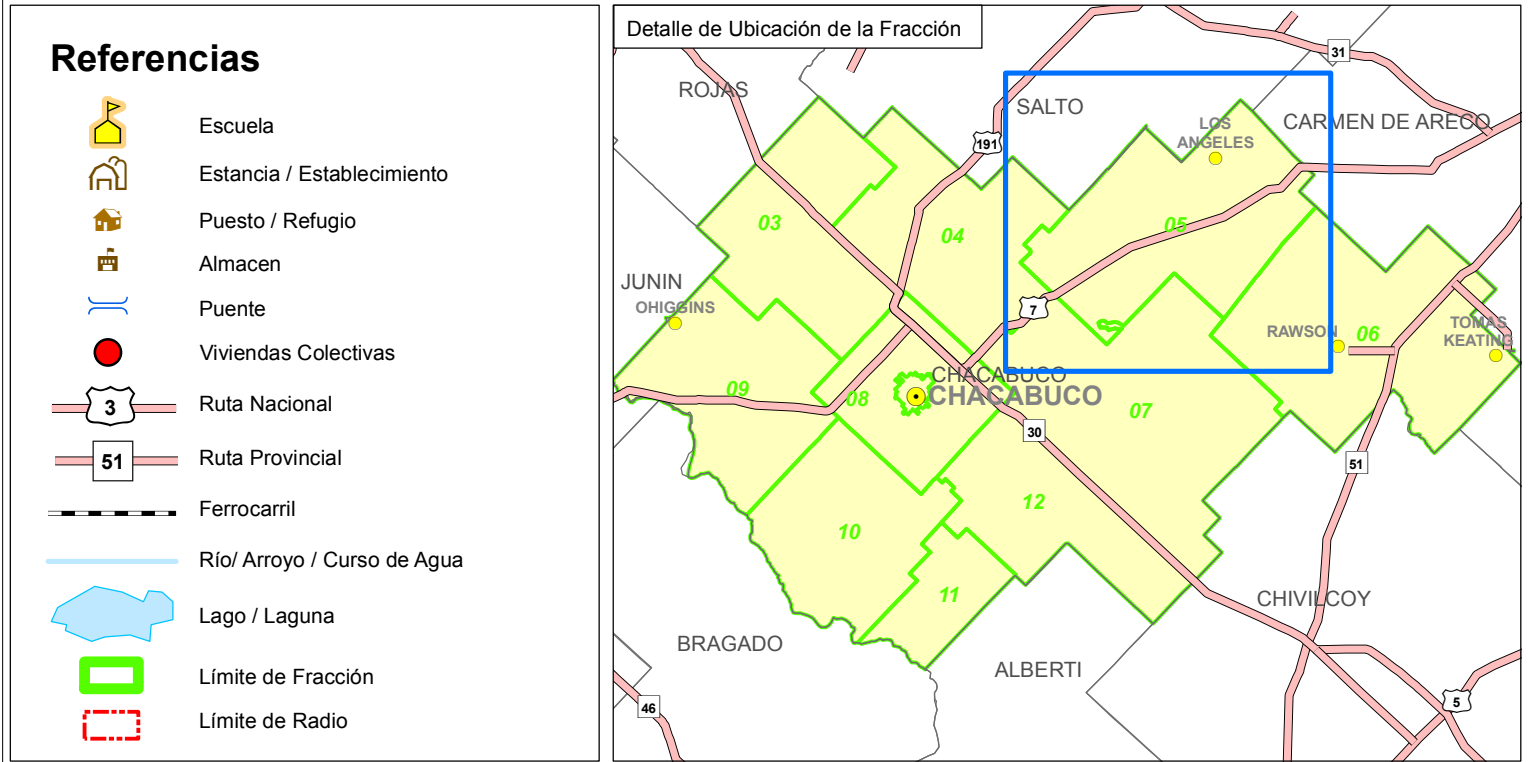 Referencias
Escuela
Estancia / Establecimiento
Puesto / Refugio
Almacen
Puente
Viviendas Colectivas
3
Ruta Nacional
51
Ruta Provincial
Ferrocarril
Río/ Arroyo / Curso de Agua
Lago / Laguna
Límite de Fracción
Límite de Radio
Detalle de Ubicación de la Fracción
31
ROJAS
SALTO
CARMEN DE ARECO
LOS
ANGELES
191
03
04
05
JUNIN
OHIGGINS
7
RAWSON
06
TOMAS
KEATING
CHACABUCO
CHACABUCO
09
08
07
30
51
12
10
11
CHIVILCOY
BRAGADO
ALBERTI
46
5